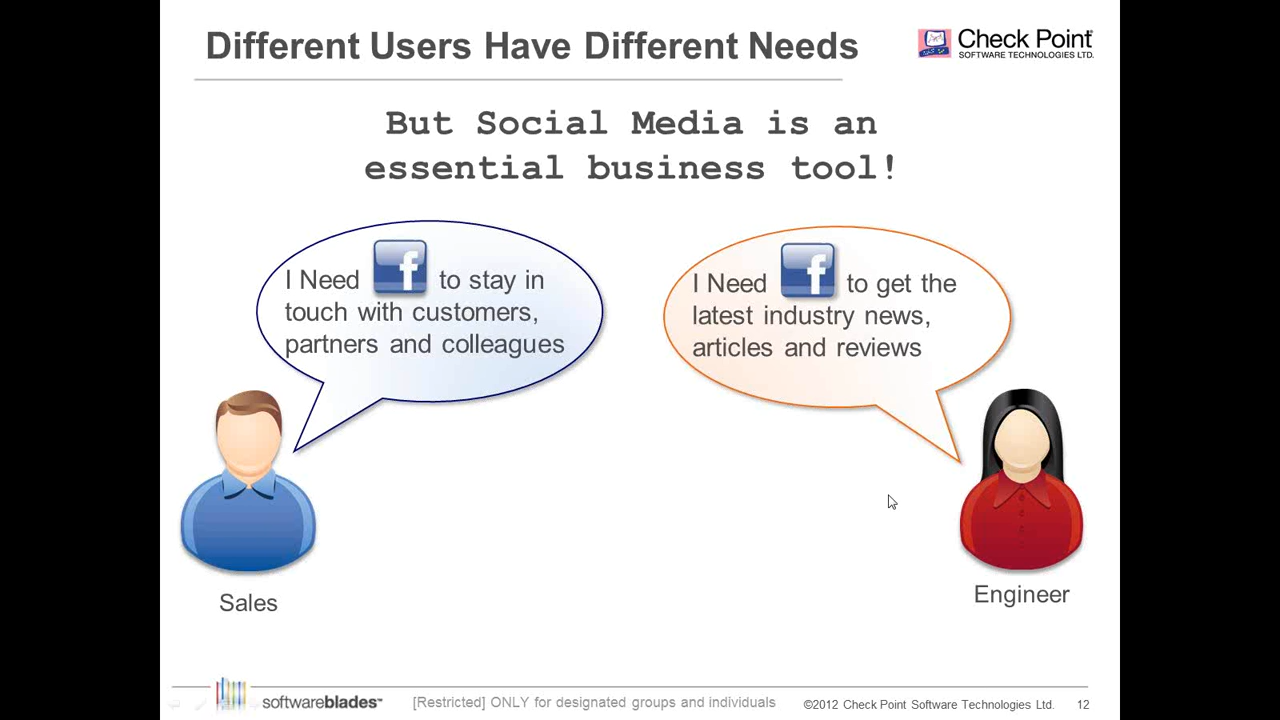 Different Users Have Different Needs
Check Point
SOFTWARE TECHNOLOGIES LTD.
But Social Media is an
essential business tool!
I Need f to stay in
touch with customers,
partners and colleagues
I Need f to get the
latest industry news,
articles and reviews
Sales
Engineer
softwareblades™
[Restricted] ONLY for designated groups and individuals
©2012 Check Point Software Technologies Ltd.
12